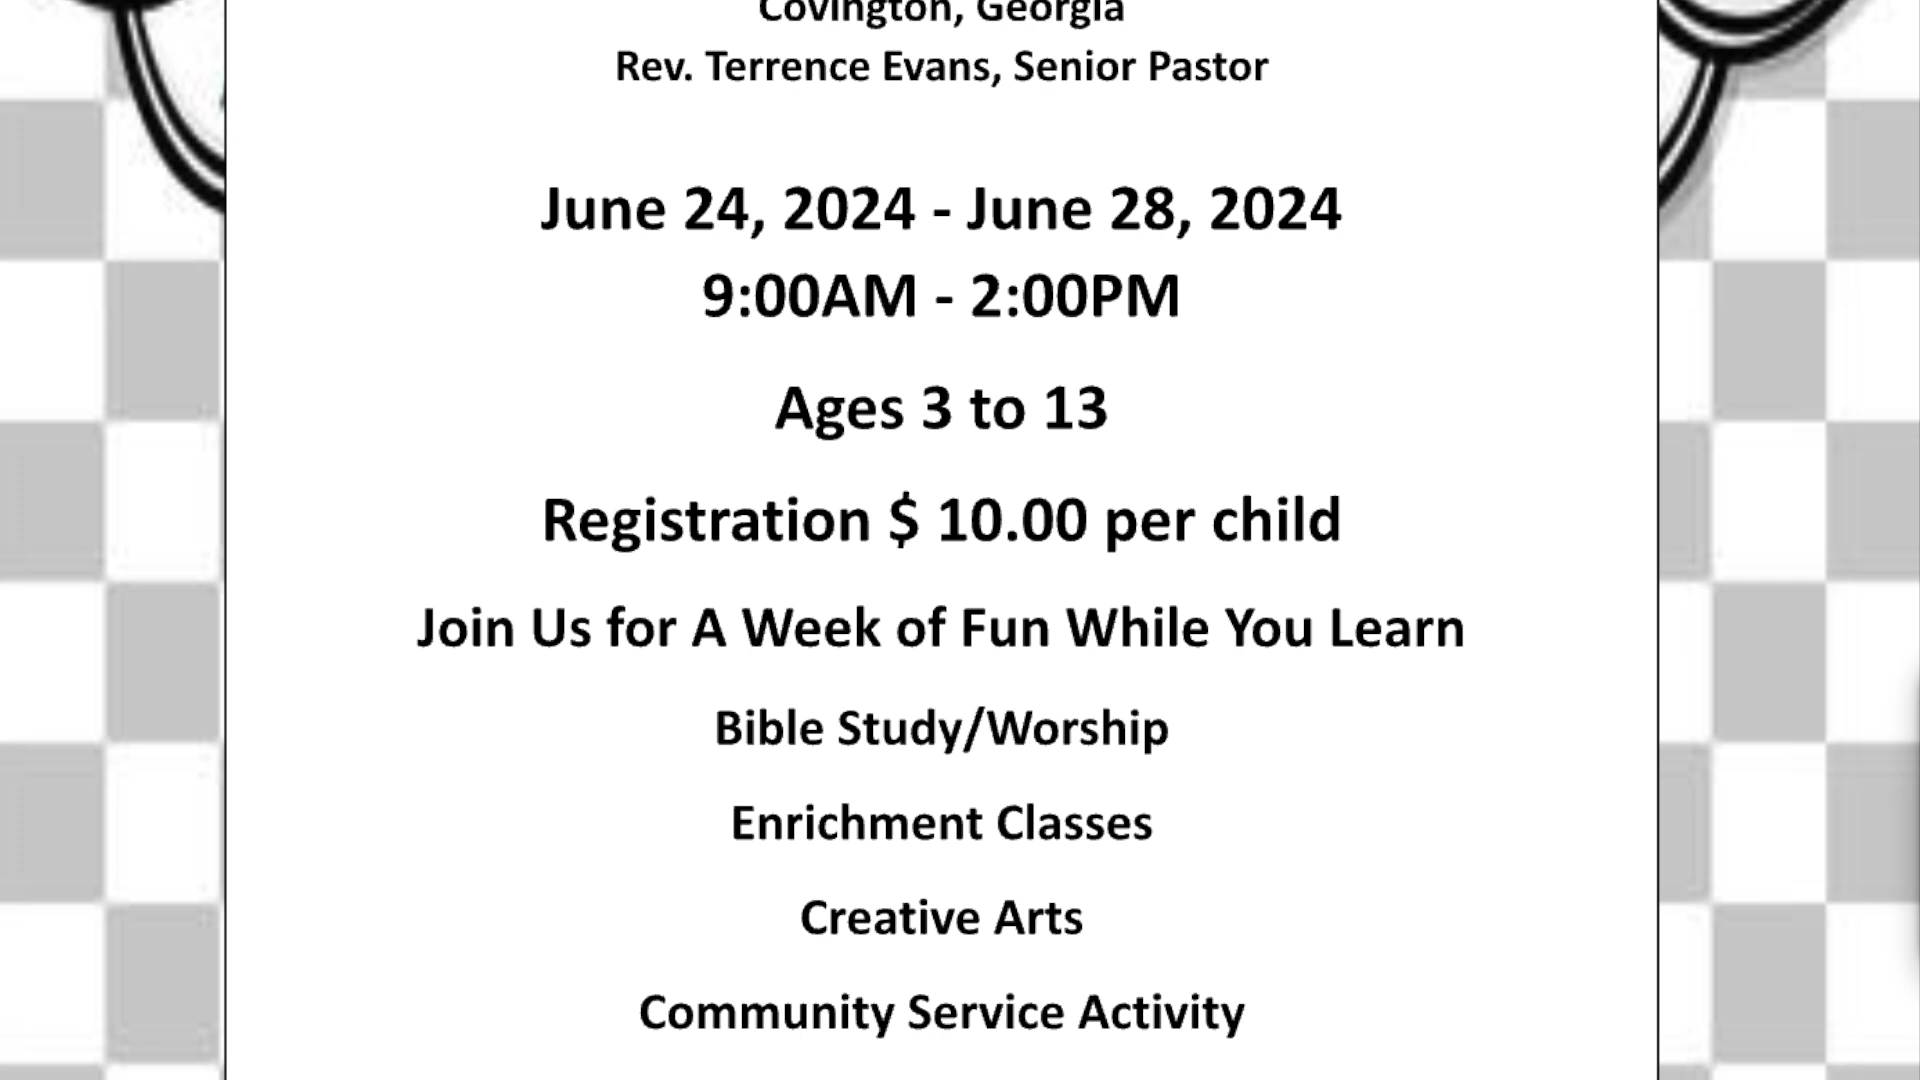 Covington, Georgia
Rev. Terrence Evans, Senior Pastor
June 24, 2024 - June 28, 2024
9:00AM - 2:00PM
Ages 3 to 13
Registration $ 10.00 per child
Join Us for A Week of Fun While You Learn
Bible Study/Worship
Enrichment Classes
Creative Arts
Community Service Activity